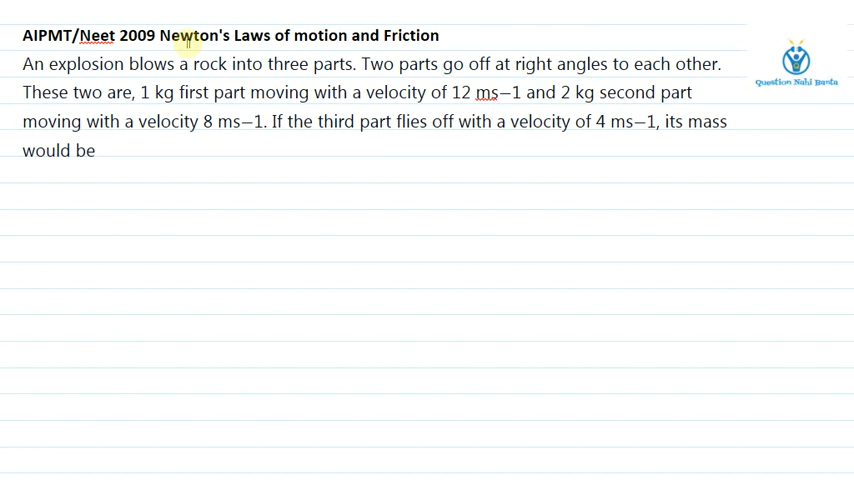 AIPMT/Neet 2009 Newton's Laws of motion and Friction
An explosion blows a rock into three parts. Two parts go off at right angles to each other.
These two are, 1 kg first part moving with a velocity of 12 ms−1 and 2 kg second part
moving with a velocity 8 ms−1. If the third part flies off with a velocity of 4 ms−1, its mass
would be
Question Nahi Banta